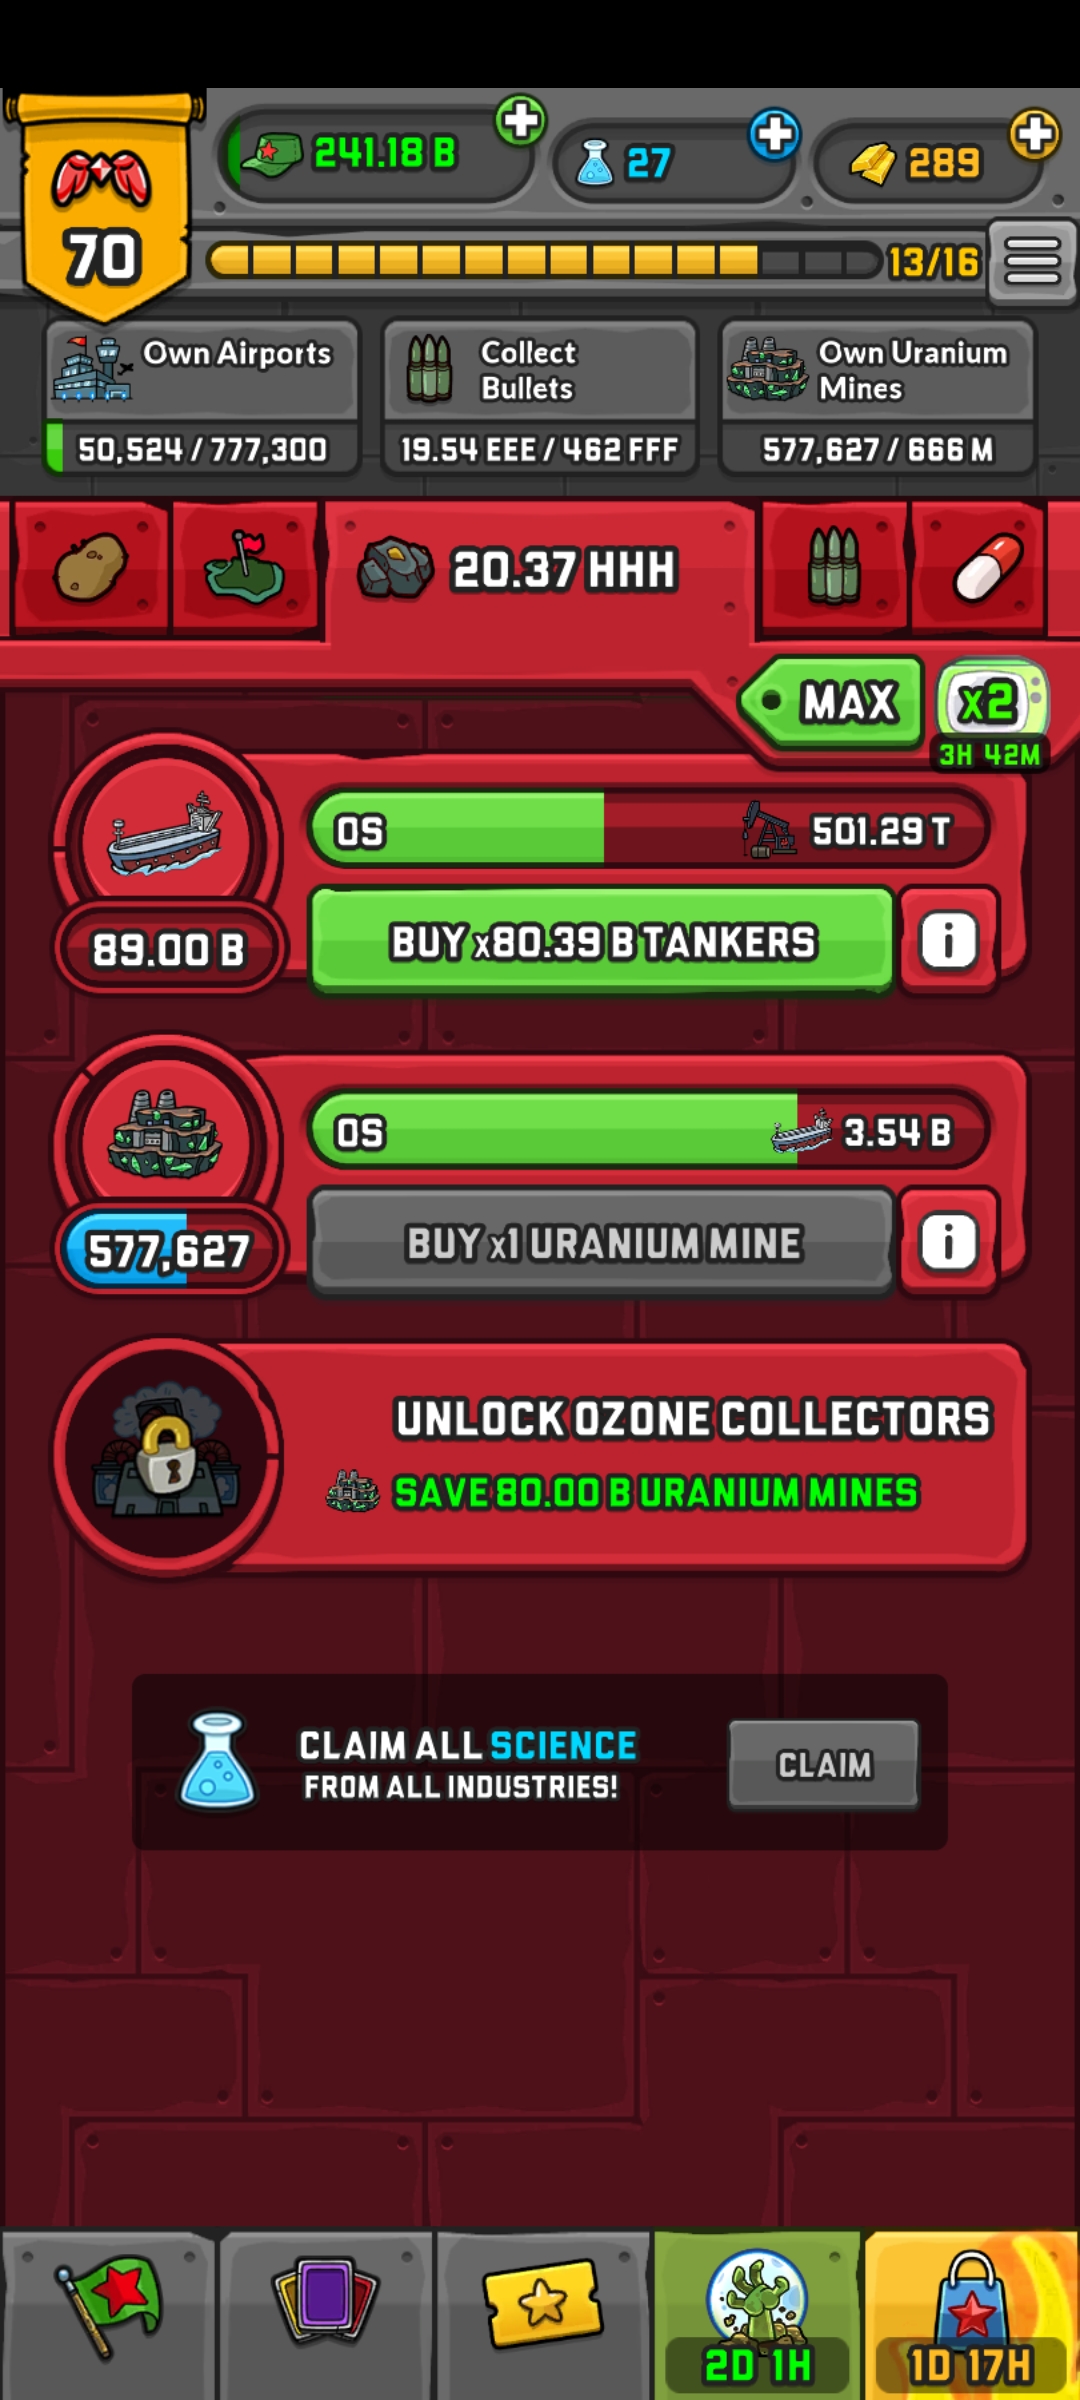 241.18 B
27
289
70
13/16
Own Airports
50,524 / 777,300
Collect
Bullets
19.54 EEE / 462 FFF
Own Uranium
Mines
577,627 / 666 M
20.37 HHH
MAX
x2
3H 42M
0S
501.29 T
89.00 B
BUY x80.39 B TANKERS
i
0S
3.54 B
577,627
BUY x1 URANIUM MINE
i
UNLOCK OZONE COLLECTORS
SAVE 80.00 B URANIUM MINES
CLAIM ALL SCIENCE
FROM ALL INDUSTRIES!
CLAIM
2D 1H
1D 17H